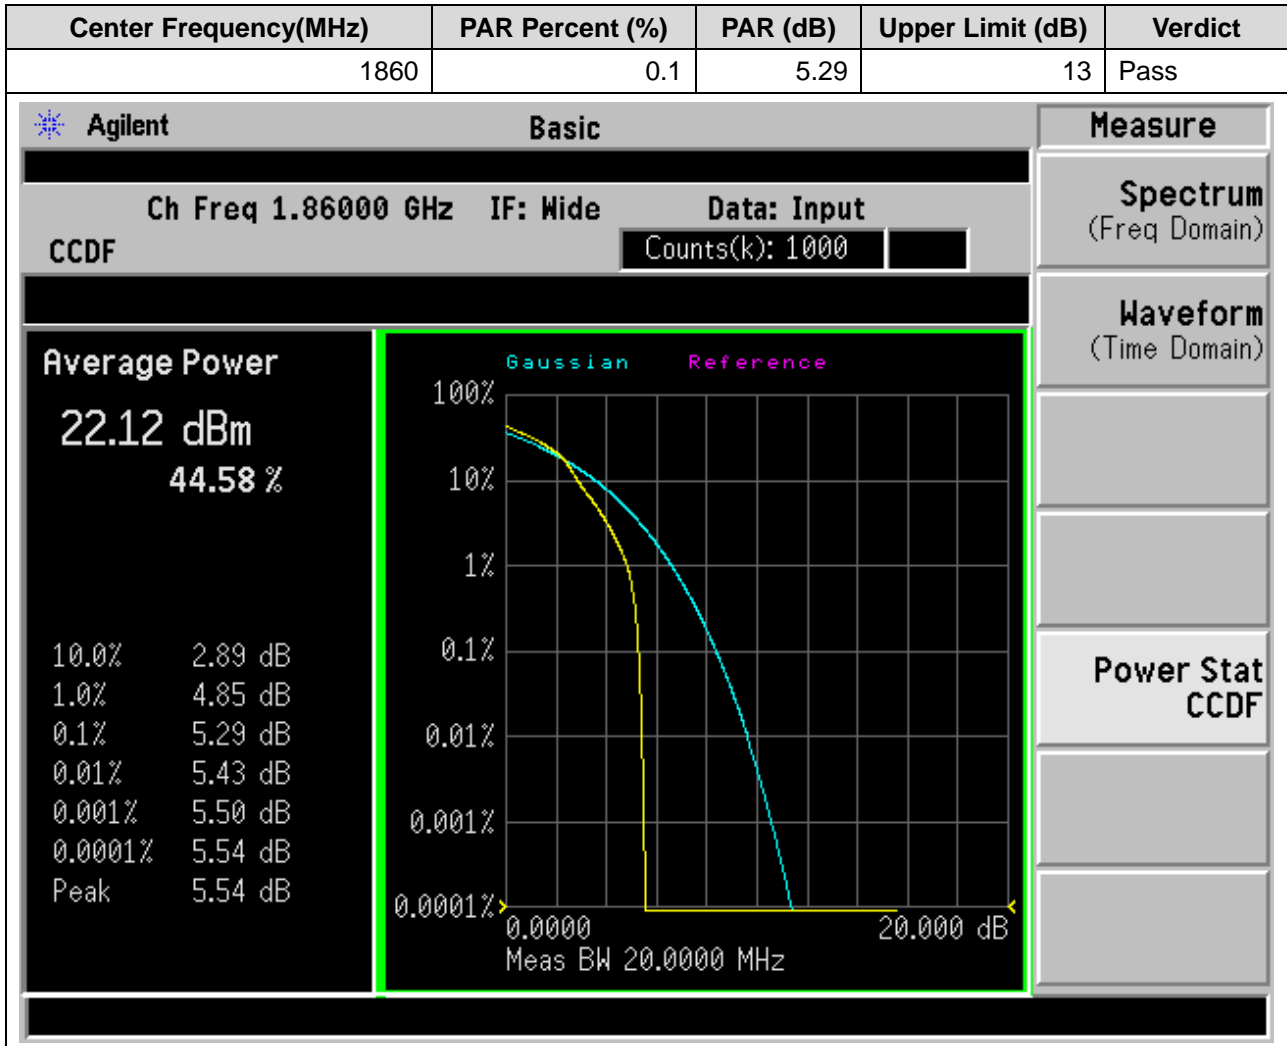 Center Frequency(MHz) PAR Percent (%) PAR (dB) Upper Limit (dB) Verdict
1860 0.1 5.29 13 Pass
Agilent Basic Measure
Ch Freq 1.86000 GHz IF: Wide Data: Input
CCDF Counts(k): 1000
Spectrum
(Freq Domain)
Waveform
(Time Domain)
Power Stat
CCDF
Average Power
22.12 dBm
44.58 %
10.0% 2.89 dB
1.0% 4.85 dB
0.1% 5.29 dB
0.01% 5.43 dB
0.001% 5.50 dB
0.0001% 5.54 dB
Peak 5.54 dB
Gaussian Reference
100%
10%
1%
0.1%
0.01%
0.001%
0.0001%
0.0000 20.000 dB
Meas BW 20.0000 MHz